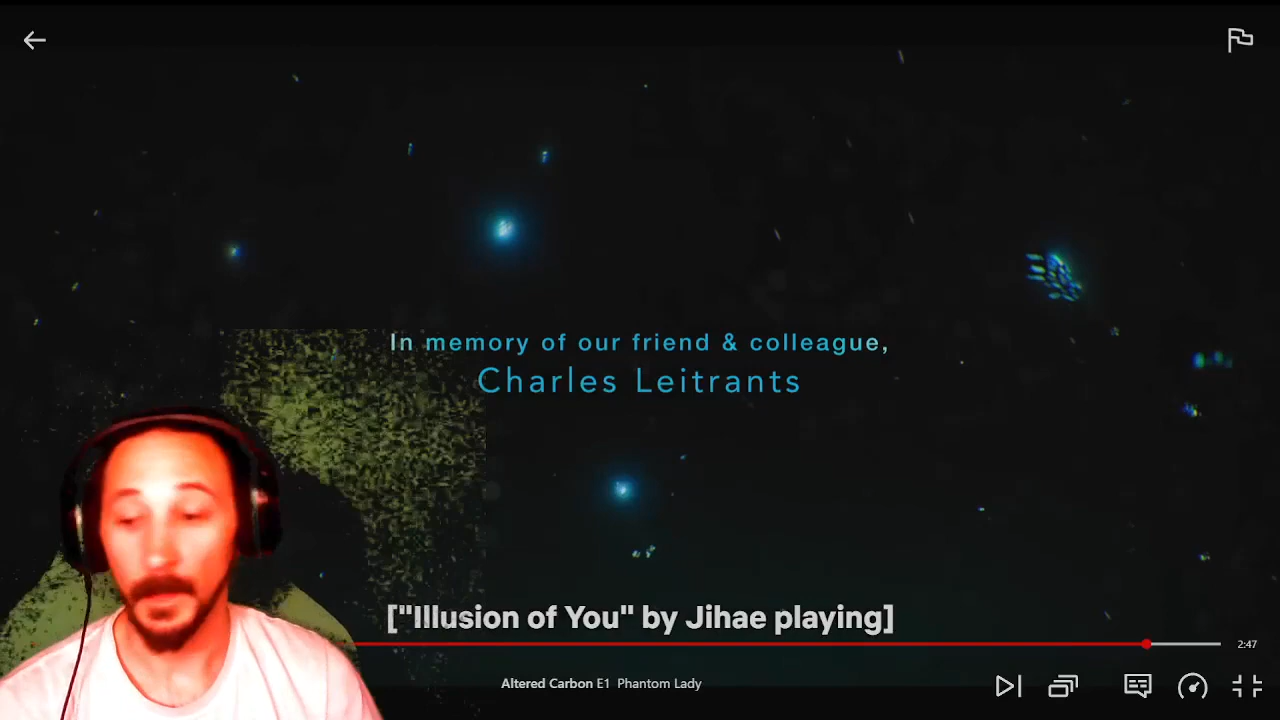 In memory of our friend & colleague,
Charles Leitrants
["Illusion of You" by Jihae playing]
2:47
Altered Carbon E1 Phantom Lady